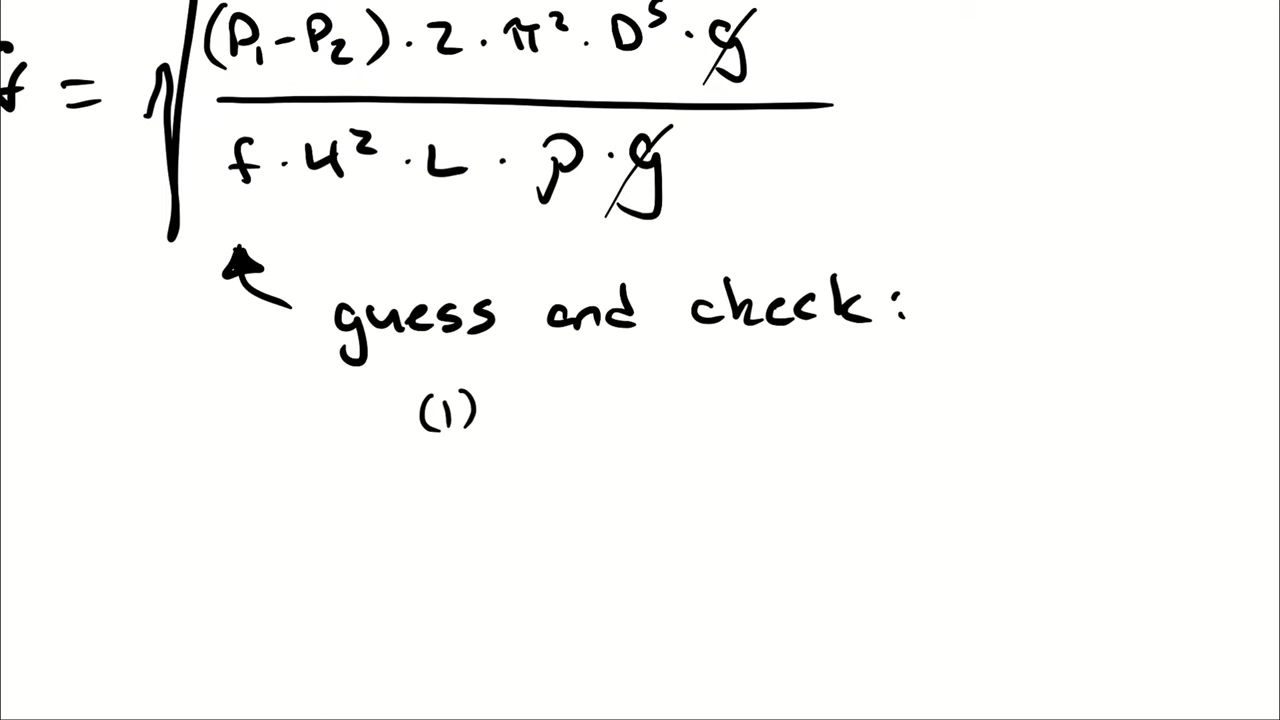 = √ (P₁-P₂) · 2 · π² · D⁵ · g
f · 4² · L · ρ · g
guess and check:
(1)